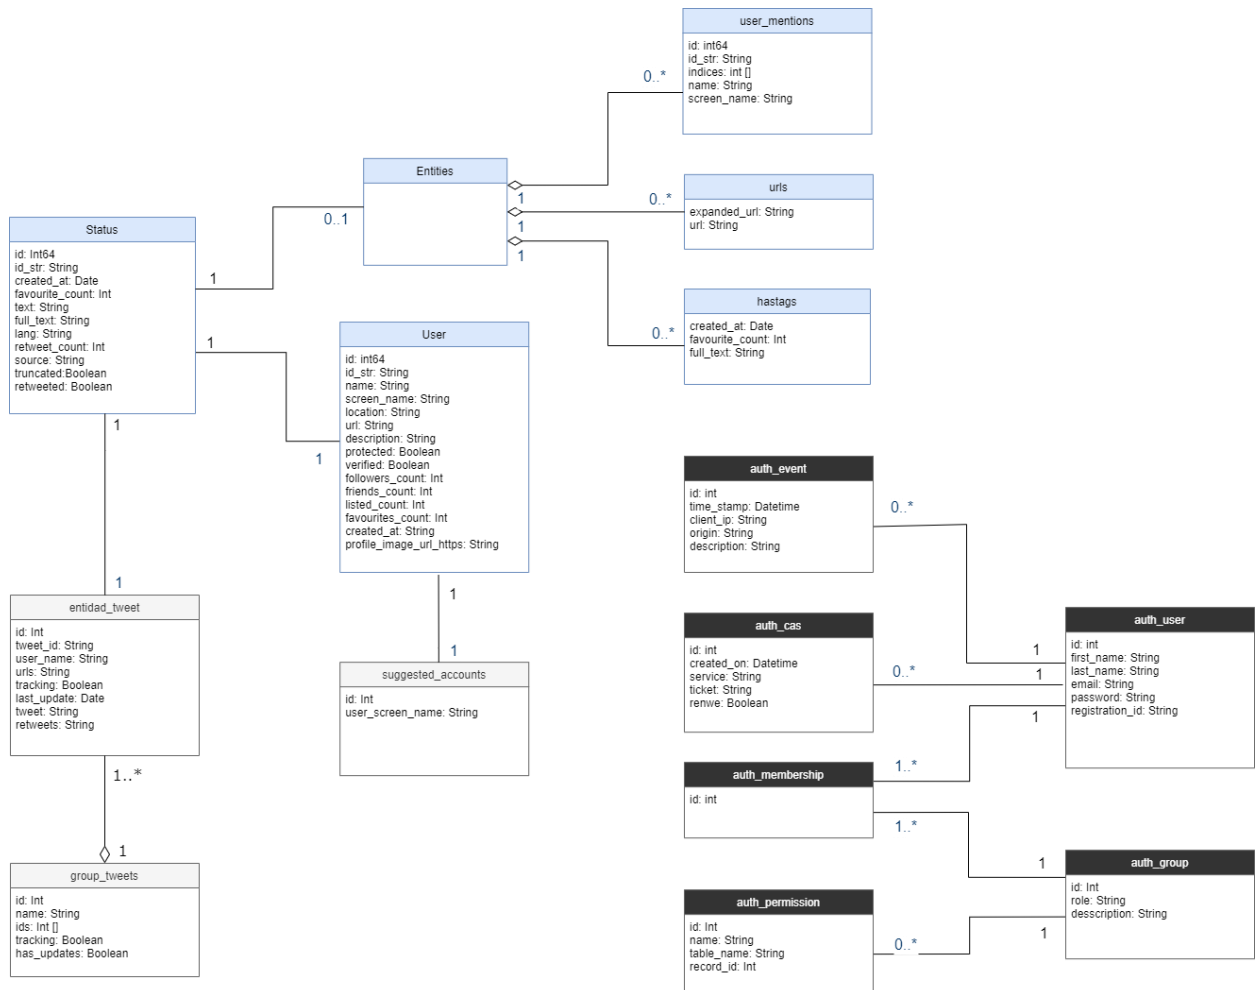 user_mentions
id: int64
id_str: String
indices: int []
name: String
screen_name: String
0..*
Entities
1
0..*
1
1
0..1
urls
expanded_url: String
url: String
Status
id: Int64
id_str: String
created_at: Date
favourite_count: Int
text: String
full_text: String
lang: String
retweet_count: Int
source: String
truncated:Boolean
retweeted: Boolean
1
1
hastags
created_at: Date
favourite_count: Int
full_text: String
0..*
User
id: int64
id_str: String
name: String
screen_name: String
location: String
url: String
description: String
protected: Boolean
verified: Boolean
followers_count: Int
friends_count: Int
listed_count: Int
favourites_count: Int
created_at: String
profile_image_url_https: String
1
1
1
1
1
entidad_tweet
id: Int
tweet_id: String
user_name: String
urls: String
tracking: Boolean
last_update: Date
tweet: String
retweets: String
suggested_accounts
id: Int
user_screen_name: String
1..*
1
group_tweets
id: Int
name: String
ids: Int []
tracking: Boolean
has_updates: Boolean
auth_event
id: int
time_stamp: Datetime
client_ip: String
origin: String
description: String
0..*
auth_cas
id: int
created_on: Datetime
service: String
ticket: String
renwe: Boolean
0..*
1
1
1
auth_user
id: int
first_name: String
last_name: String
email: String
password: String
registration_id: String
auth_membership
id: int
1..*
1..*
1
auth_group
id: Int
role: String
desscription: String
1
auth_permission
id: Int
name: String
table_name: String
record_id: Int
0..*